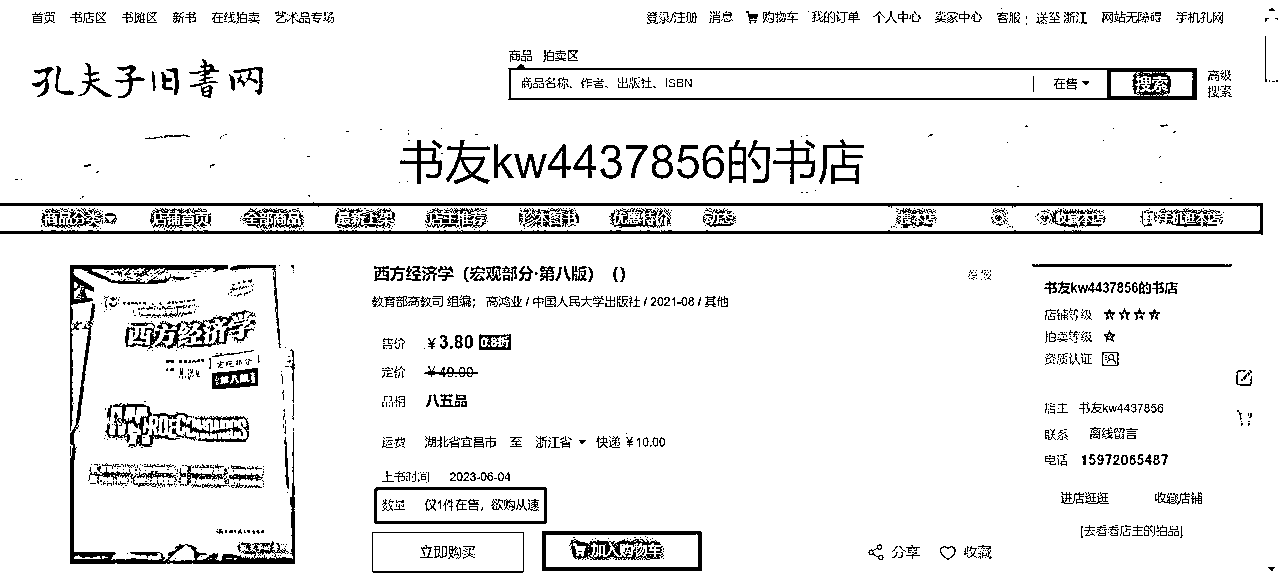 首页 书店区 书摊区 新书 在线拍卖 艺术品专场 登录/注册 消息 购物车 我的订单 个人中心 卖家中心 客服 送至 浙江 网站无障碍 手机孔网
孔夫子旧書网
商品 拍卖区
商品名称、作者、出版社、ISBN 在售 搜索 高级搜索
书友kw4437856的书店
商品分类 店铺首页 全部商品 最新上架 店主推荐 珍本图书 优惠特价 动态 搜本店 收藏本店 手机逛本店
西方经济学
第八版
西方经济学（宏观部分·第八版）（）
教育部高教司 组编；高鸿业 / 中国人民大学出版社 / 2021-08 / 其他
售价 ￥3.80 0.8折
定价 ￥49.00
品相 八五品
运费 湖北省宜昌市 至 浙江省 快递 ￥10.00
上书时间 2023-06-04
数量 仅1件在售，欲购从速
立即购买 加入购物车 分享 收藏
书友kw4437856的书店
店铺等级
拍卖等级
资质认证
店主 书友kw4437856
联系 离线留言
电话 15972065487
进店逛逛 收藏店铺
[去看看店主的拍品]